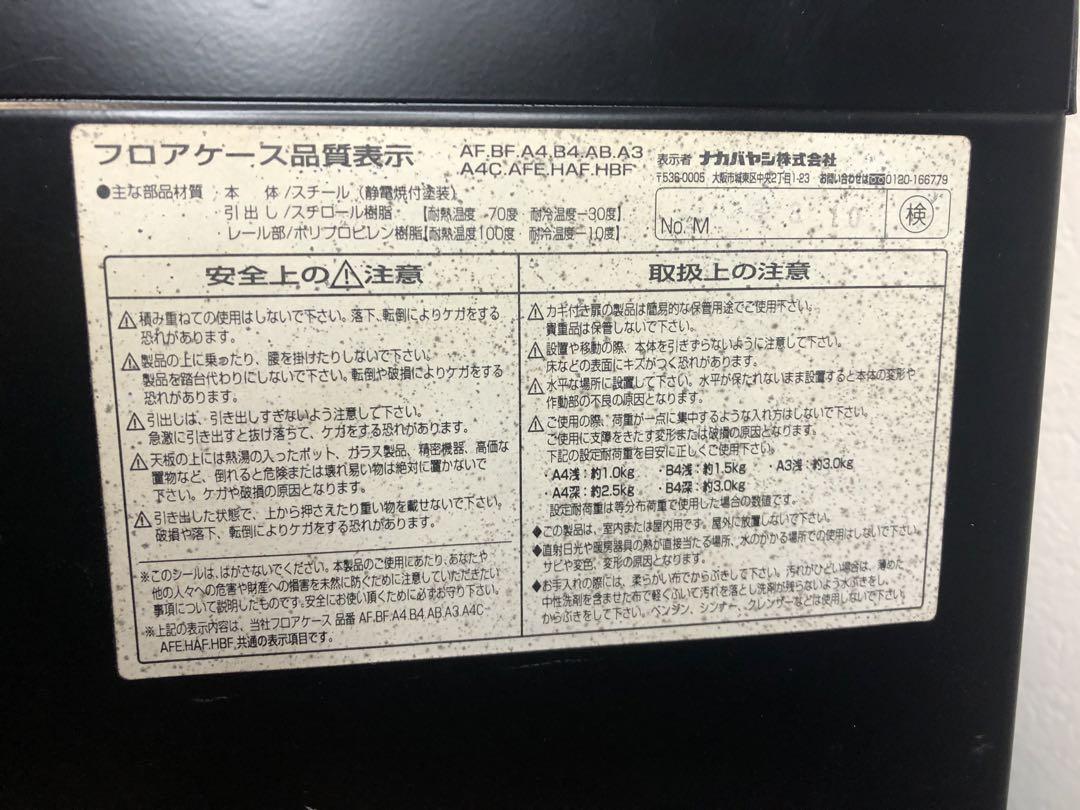 フロアケース品質表示
AF.BF.A4.B4.AB.A3
A4C.AFE.HAF.HBF
表示者 ナカバヤシ株式会社
〒536-0005 大阪市城東区中央2丁目1-23 お問い合わせは 0120-166779
●主な部品材質 本 体/スチール(静電焼付塗装)
引出し/スチロール樹脂 【耐熱温度 70度 耐冷温度-30度】
レール部/ポリプロピレン樹脂【耐熱温度100度 耐冷温度-10度】
No. M 10
検
安全上の⚠注意
⚠積み重ねての使用はしないで下さい。落下、転倒によりケガをする
恐れがあります。
⚠製品の上に乗ったり、腰を掛けたりしないで下さい。
製品を踏台代わりにしないで下さい。転倒や破損によりケガをする
恐れがあります。
⚠引出しは、引き出しすぎないよう注意して下さい。
急激に引き出すと抜け落ちて、ケガをする恐れがあります。
⚠天板の上には熱湯の入ったポット、ガラス製品、精密機器、高価な
置物など、倒れると危険または壊れ易い物は絶対に置かないで
下さい。ケガや破損の原因となります。
⚠引き出した状態で、上から押さえたり重い物を載せないで下さい。
破損や落下、転倒によりケガをする恐れがあります。
※このシールは、はがさないでください。本製品のご使用にあたり、あなたや
他の人々への危害や財産への損害を未然に防ぐために注意していただきたい
事項について説明したものです。安全にお使い頂くために必ずお守り下さい。
※上記の表示内容は、当社フロアケース 品番 AF.BF.A4.B4.AB.A3.A4C-
AFE.HAF.HBF.共通の表示項目です。
取扱上の注意
⚠カギ付き扉の製品は簡易的な保管用途でご使用下さい。
貴重品は保管しないで下さい。
⚠設置や移動の際、本体を引きずらないように注意して下さい。
床などの表面にキズがつく恐れがあります。
⚠水平な場所に設置して下さい。水平が保たれないまま設置すると本体の変形や
作動部の不良の原因となります。
⚠ご使用の際、荷重が一点に集中するような入れ方はしないで下さい。
ご使用に支障をきたす変形または破損の原因となります。
下記の設定耐荷重を目安に正しくご使用下さい。
・A4浅:約1.0kg ・B4浅:約1.5kg ・A3浅:約3.0kg
・A4深:約2.5kg ・B4深:約3.0kg
設定耐荷重は等分布荷重で使用した場合の数値です。
◆この製品は、室内または屋内用です。屋外に放置しないで下さい。
◆直射日光や暖房器具の熱が直接当たる場所、水のかかる場所での使用はしないで下さい。
サビや変色、変形の原因となります。
◆お手入れの際には、柔らかい布でからぶきして下さい。汚れがひどい場合は、薄めた
中性洗剤を含ませた布で軽くふいて汚れを落とし洗剤が残らないよう水ぶきをし、
からぶきをして下さい。ベンジン、シンナー、クレンザーなどは使用しないで下さい。